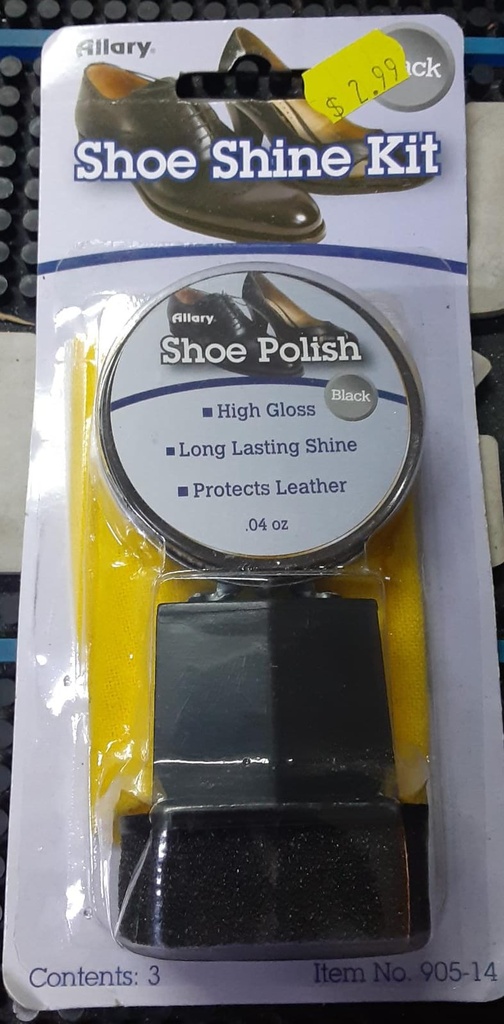 Allary®
$ 2.99
ck
Shoe Shine Kit
Allary®
Shoe Polish
Black
High Gloss
Long Lasting Shine
Protects Leather
.04 oz
Contents: 3
Item No. 905-14